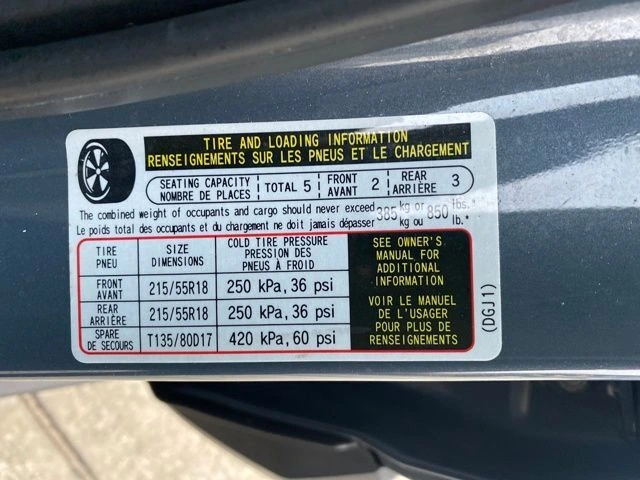 TIRE AND LOADING INFORMATION
RENSEIGNEMENTS SUR LES PNEUS ET LE CHARGEMENT
SEATING CAPACITY
NOMBRE DE PLACES
TOTAL 5
FRONT
AVANT
2
REAR
ARRIÈRE
3
The combined weight of occupants and cargo should never exceed 385 kg or 850 lbs.*
Le poids total des occupants et du chargement ne doit jamais dépasser kg ou lb.*
TIRE
PNEU
SIZE
DIMENSIONS
COLD TIRE PRESSURE
PRESSION DES
PNEUS À FROID
FRONT
AVANT
215/55R18
250 kPa, 36 psi
REAR
ARRIÈRE
215/55R18
250 kPa, 36 psi
SPARE
DE SECOURS
T135/80D17
420 kPa, 60 psi
SEE OWNER'S
MANUAL FOR
ADDITIONAL
INFORMATION
VOIR LE MANUEL
DE L'USAGER
POUR PLUS DE
RENSEIGNEMENTS
(DGJ1)